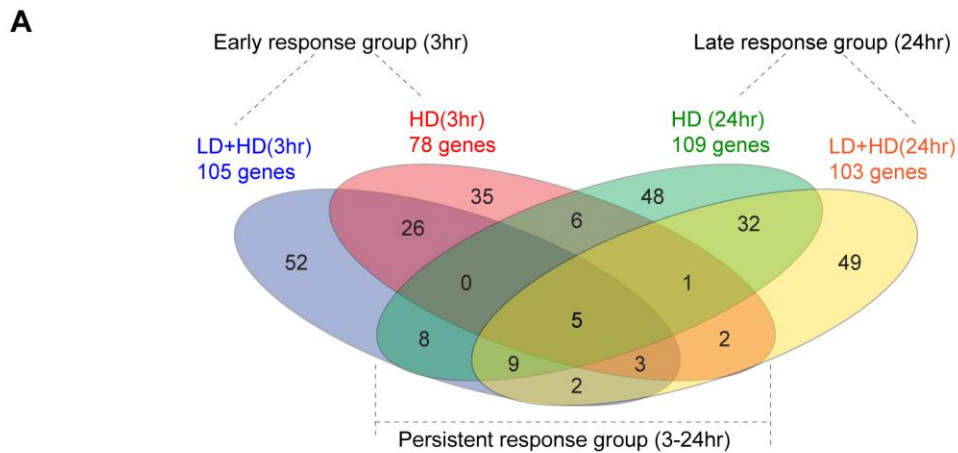 A
Early response group (3hr)
Late response group (24hr)
LD+HD(3hr)
105 genes
HD(3hr)
78 genes
HD (24hr)
109 genes
LD+HD(24hr)
103 genes
35
48
26
6
32
52
49
0
1
5
8
9
3
2
2
Persistent response group (3-24hr)